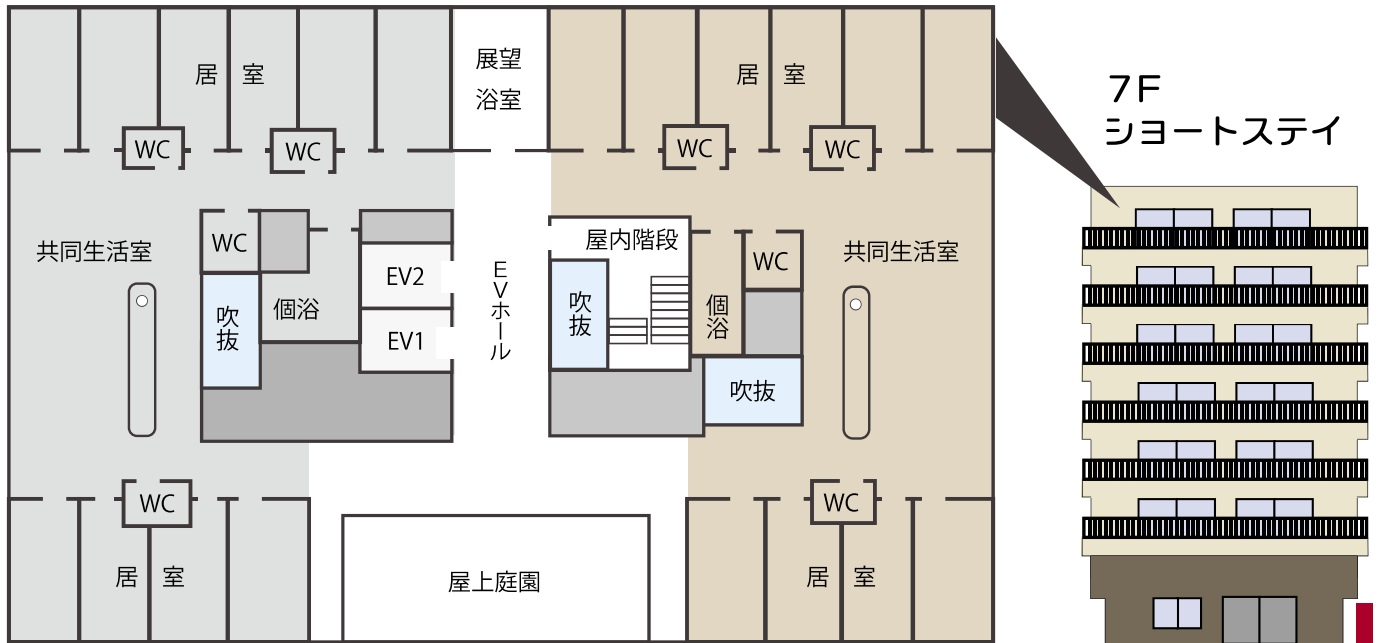 居 室
展望
浴室
居 室
7F
ショートステイ
WC
WC
WC
WC
共同生活室
WC
EV2
個浴
吹抜
EV1
EVホール
屋内階段
吹抜
個浴
WC
共同生活室
吹抜
WC
居 室
WC
居 室
屋上庭園